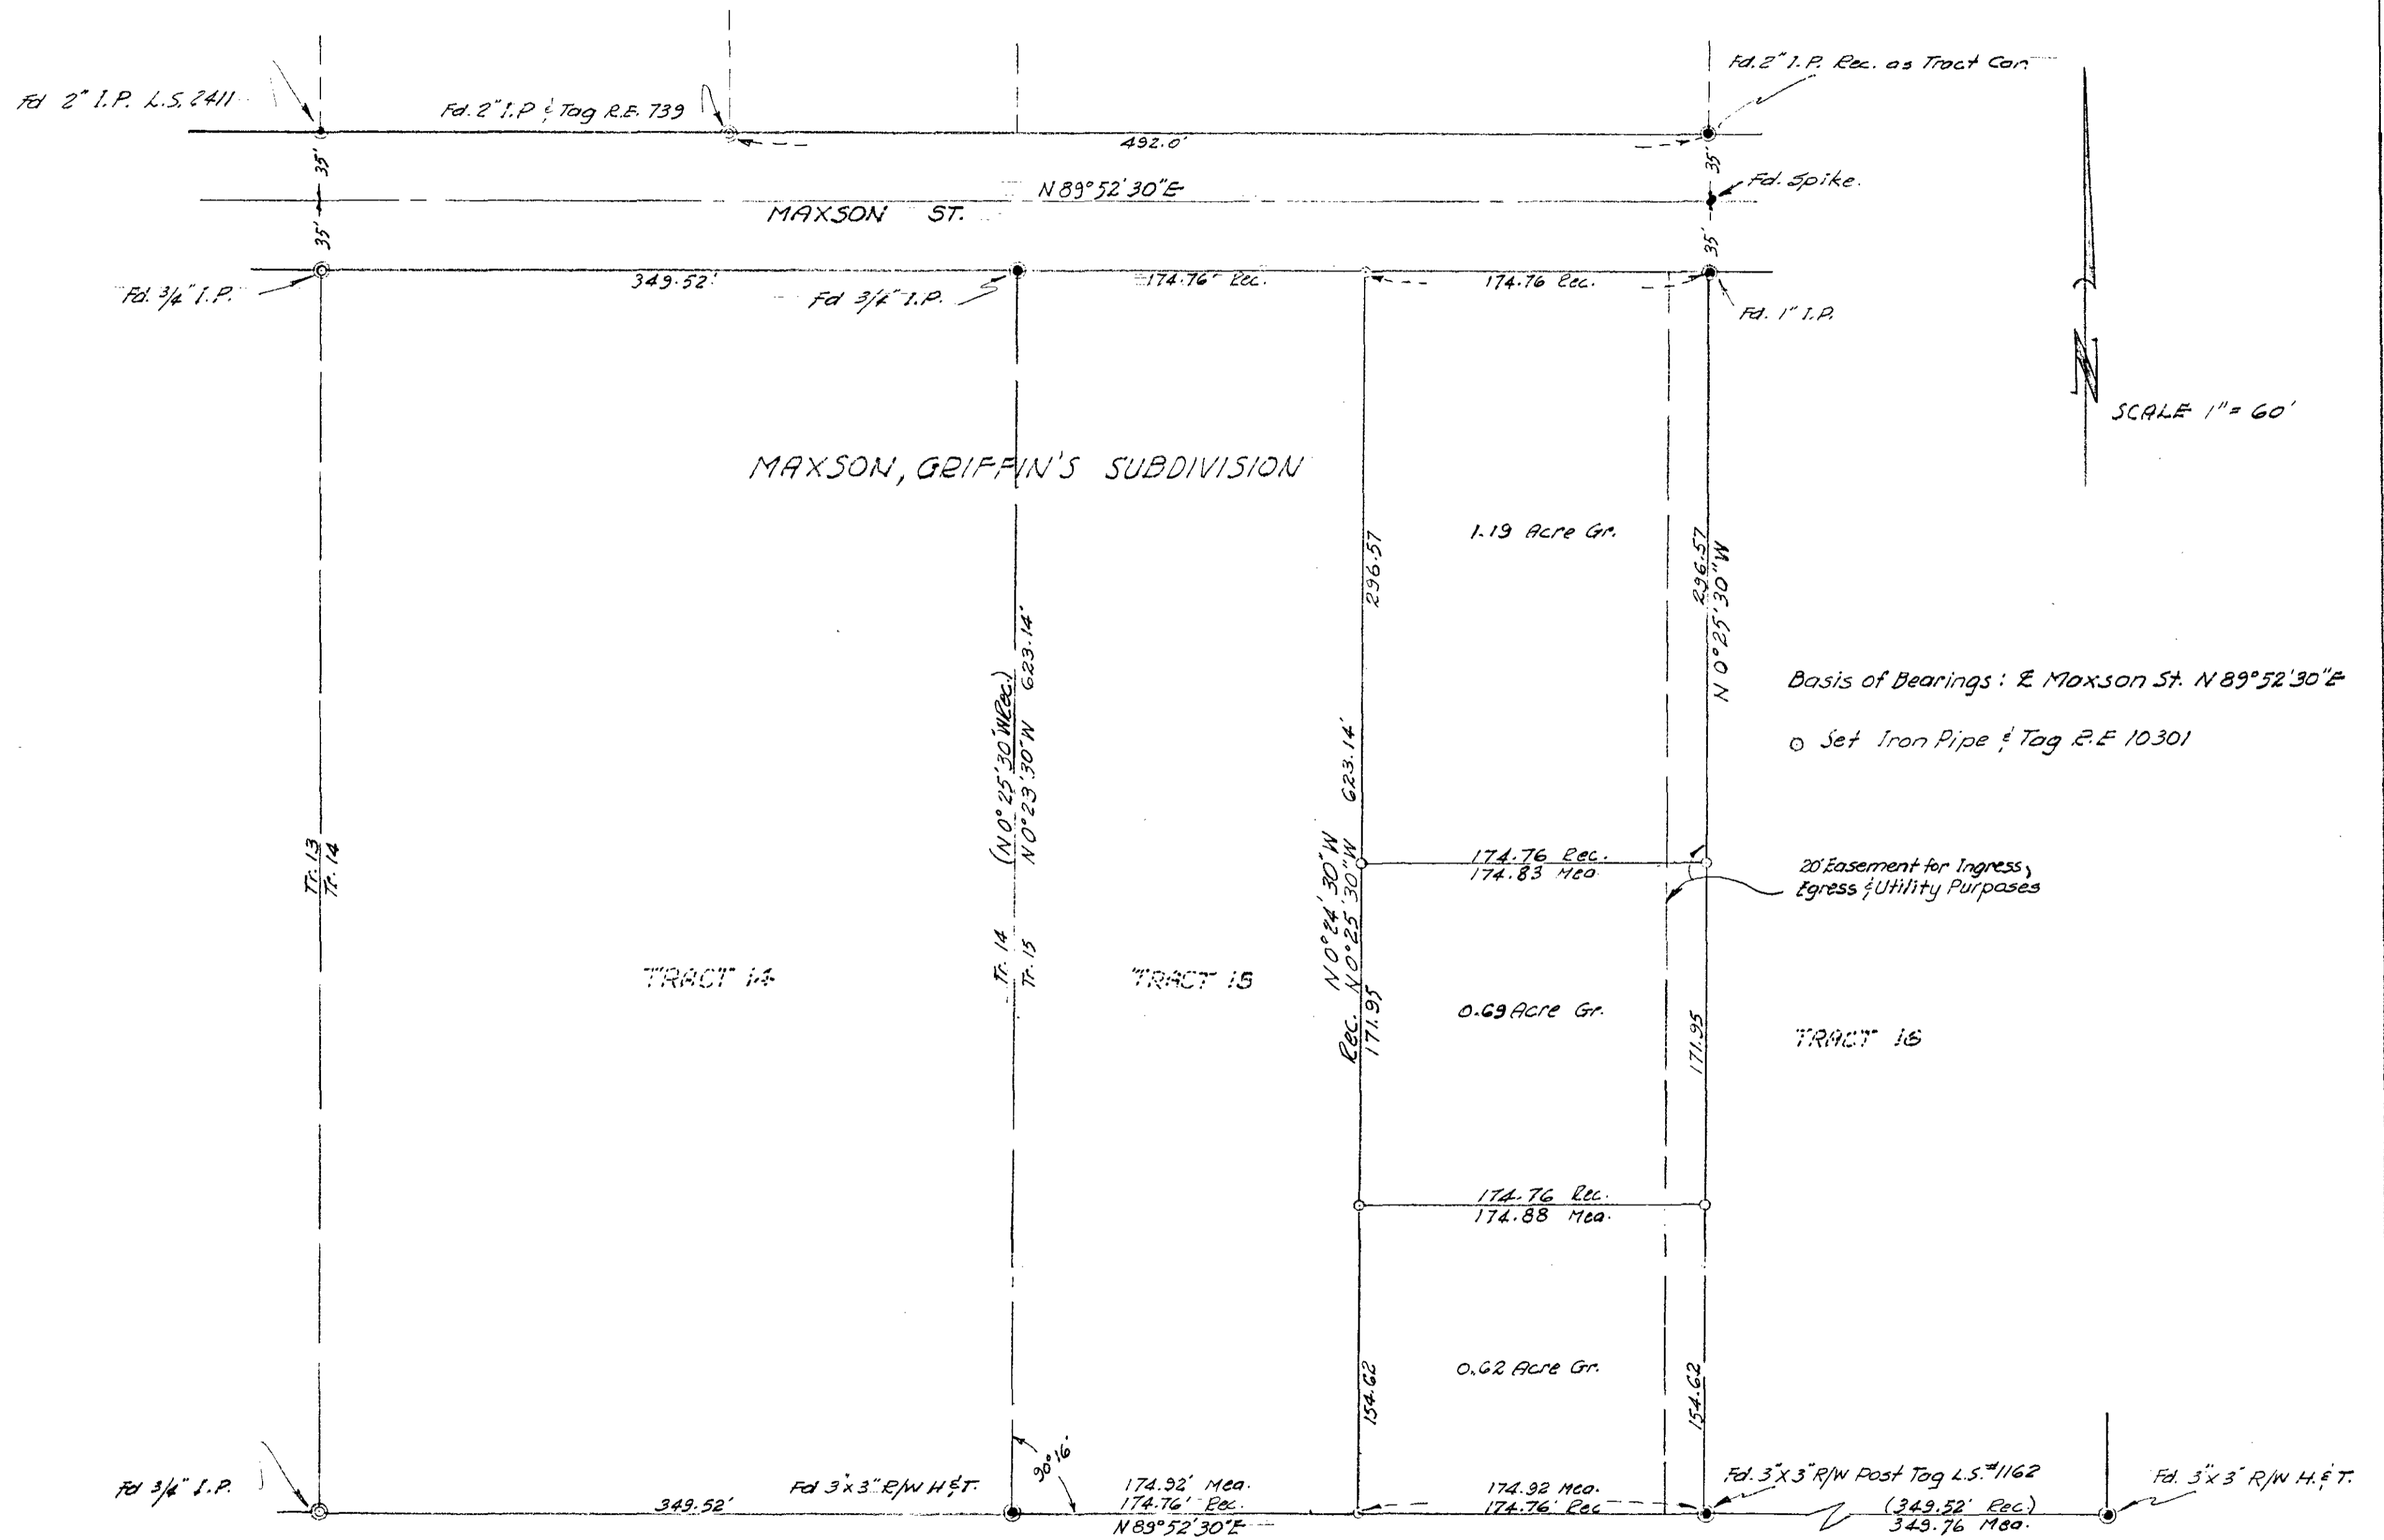 Fd. 2" I.P. Rec. as Tract Cor.
Fd 2" I.P. L.S. 2411
Fd. 2" I.P & Tag R.E. 739
492.0'
35'
35'
Fd. Spike.
N 89° 52' 30" E
MAXSON ST.
35'
35'
Fd. 3/4" I.P.
349.52'
Fd 3/4" I.P.
174.76' Rec.
174.76 Rec.
Fd. 1" I.P.
SCALE 1" = 60'
MAXSON, GRIFFIN'S SUBDIVISION
1.19 Acre Gr.
296.57
296.57
N 0° 25' 30" W
(N 0° 25' 30" W Rec.)
N 0° 23' 30" W 623.14'
Basis of Bearings: ℄ Maxson St. N 89° 52' 30" E
o Set Iron Pipe & Tag R.E 10301
623.14'
Tr. 13
Tr. 14
174.76 Rec.
174.83 Mea.
20' Easement for Ingress,
Egress & Utility Purposes
N 0° 24' 30" W
Rec. N 0° 25' 30" W
Tr. 14
Tr. 15
TRACT 14
TRACT 15
171.95
0.69 Acre Gr.
171.95
TRACT 16
174.76 Rec.
174.88 Mea.
0.62 Acre Gr.
154.62
154.62
90° 16'
Fd 3/4" I.P.
349.52'
Fd 3"x3" R/W H & T.
174.92' Mea.
174.76' Rec.
N 89° 52' 30" E
174.92 Mea.
174.76' Rec
Fd. 3"x3" R/W Post Tag L.S. #1162
(349.52' Rec.)
349.76 Mea.
Fd. 3"x3" R/W H. & T.